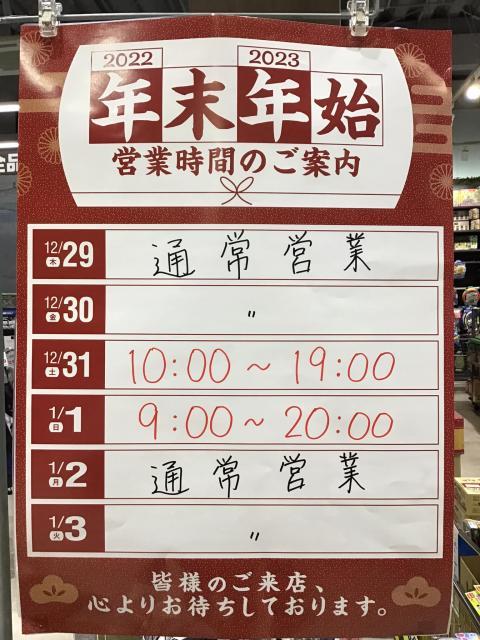 2022 2023
年末年始
営業時間のご案内
12/29 木 通常営業
12/30 金 〃
12/31 土 10:00~19:00
1/1 日 9:00~20:00
1/2 月 通常営業
1/3 火 〃
皆様のご来店、
心よりお待ちしております。
全品